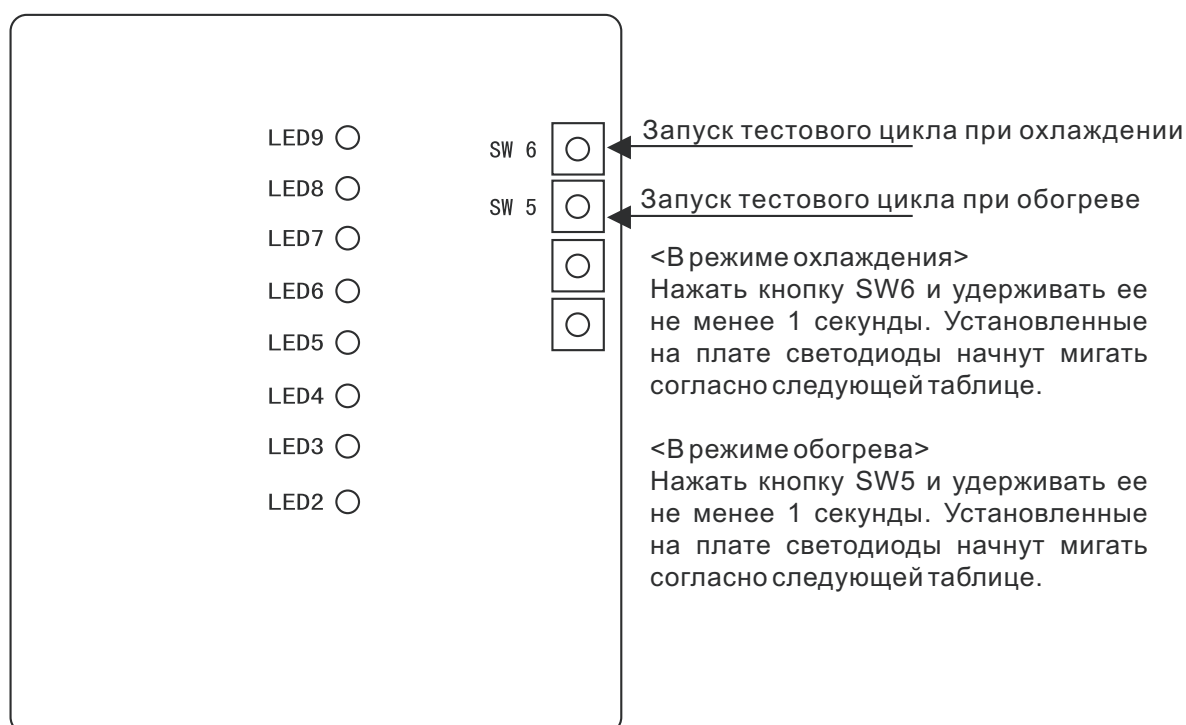 LED9
LED8
LED7
LED6
LED5
LED4
LED3
LED2
SW 6
SW 5
Запуск тестового цикла при охлаждении
Запуск тестового цикла при обогреве
<В режиме охлаждения>
Нажать кнопку SW6 и удерживать ее
не менее 1 секунды. Установленные
на плате светодиоды начнут мигать
согласно следующей таблице.
<В режиме обогрева>
Нажать кнопку SW5 и удерживать ее
не менее 1 секунды. Установленные
на плате светодиоды начнут мигать
согласно следующей таблице.